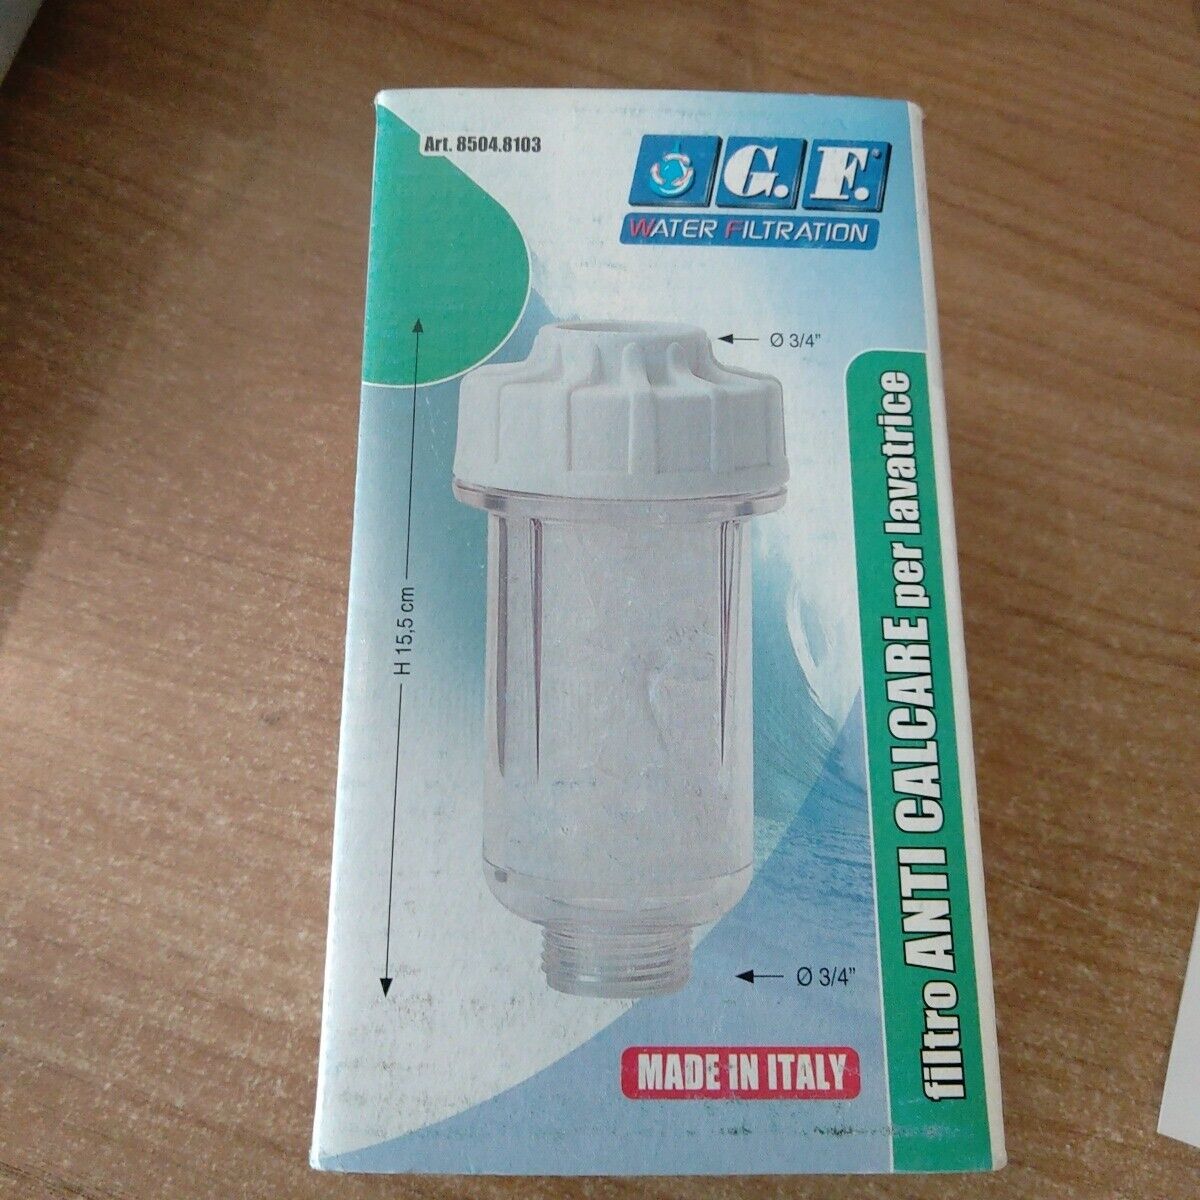 Art. 8504.8103
G. F.
WATER FILTRATION
Ø 3/4"
H 15,5 cm
filtro ANTI CALCARE per lavatrice
Ø 3/4"
MADE IN ITALY